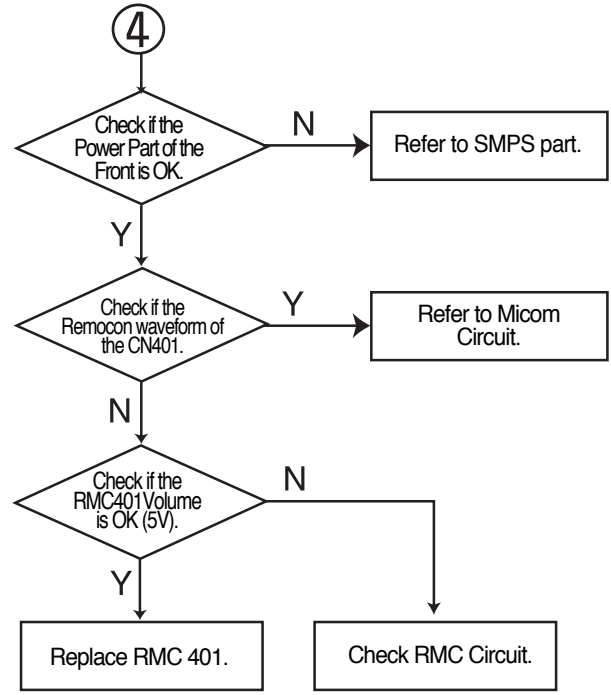 4
Check if the
Power Part of the
Front is OK.
N
Refer to SMPS part.
Y
Check if the
Remocon waveform of
the CN401.
Y
Refer to Micom
Circuit.
N
Check if the
RMC401 Volume
is OK (5V).
N
Y
Replace RMC 401.
Check RMC Circuit.